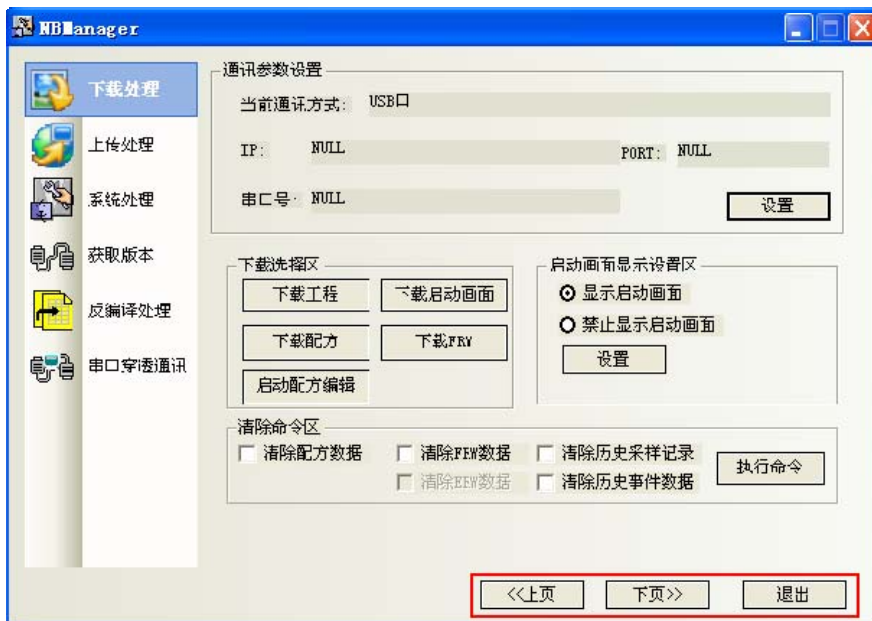 NBManager
下载处理
上传处理
系统处理
获取版本
反编译处理
串口穿透通讯
通讯参数设置
当前通讯方式: USB口
IP: NULL PORT: NULL
串口号: NULL
设置
下载选择区
下载工程 下载启动画面
下载配方 下载FRW
启动配方编辑
启动画面显示设置区
显示启动画面
禁止显示启动画面
设置
清除命令区
清除配方数据 清除FRW数据 清除历史采样记录
清除ERW数据 清除历史事件数据
执行命令
<<上页 下页>> 退出